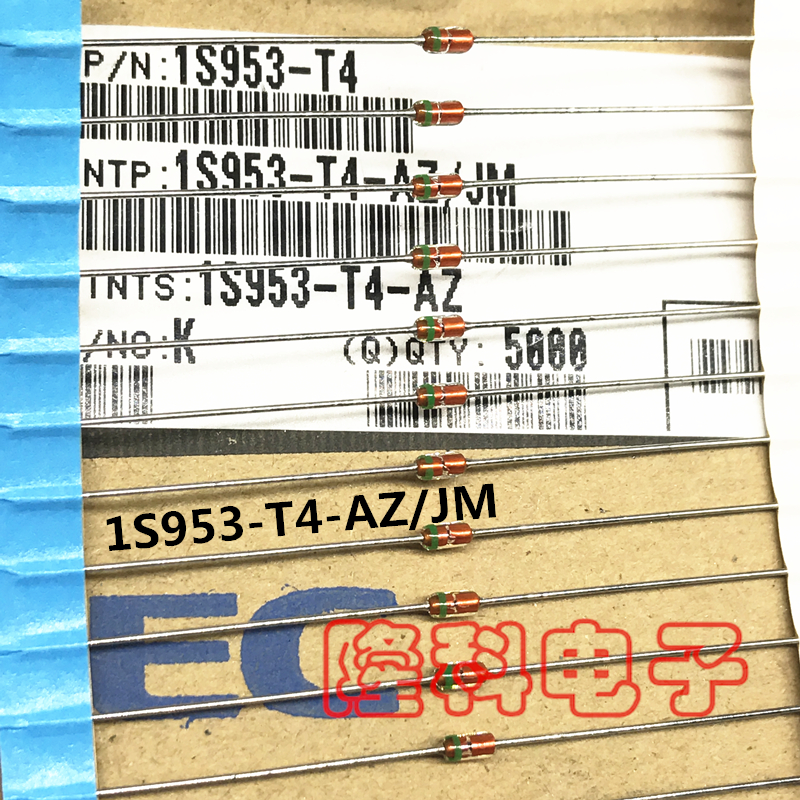 P/N:1S953-T4
NTP:1S953-T4-AZ/JM
INTS:1S953-T4-AZ
/NO:K (Q)QTY: 5000
1S953-T4-AZ/JM
EC
隆科电子